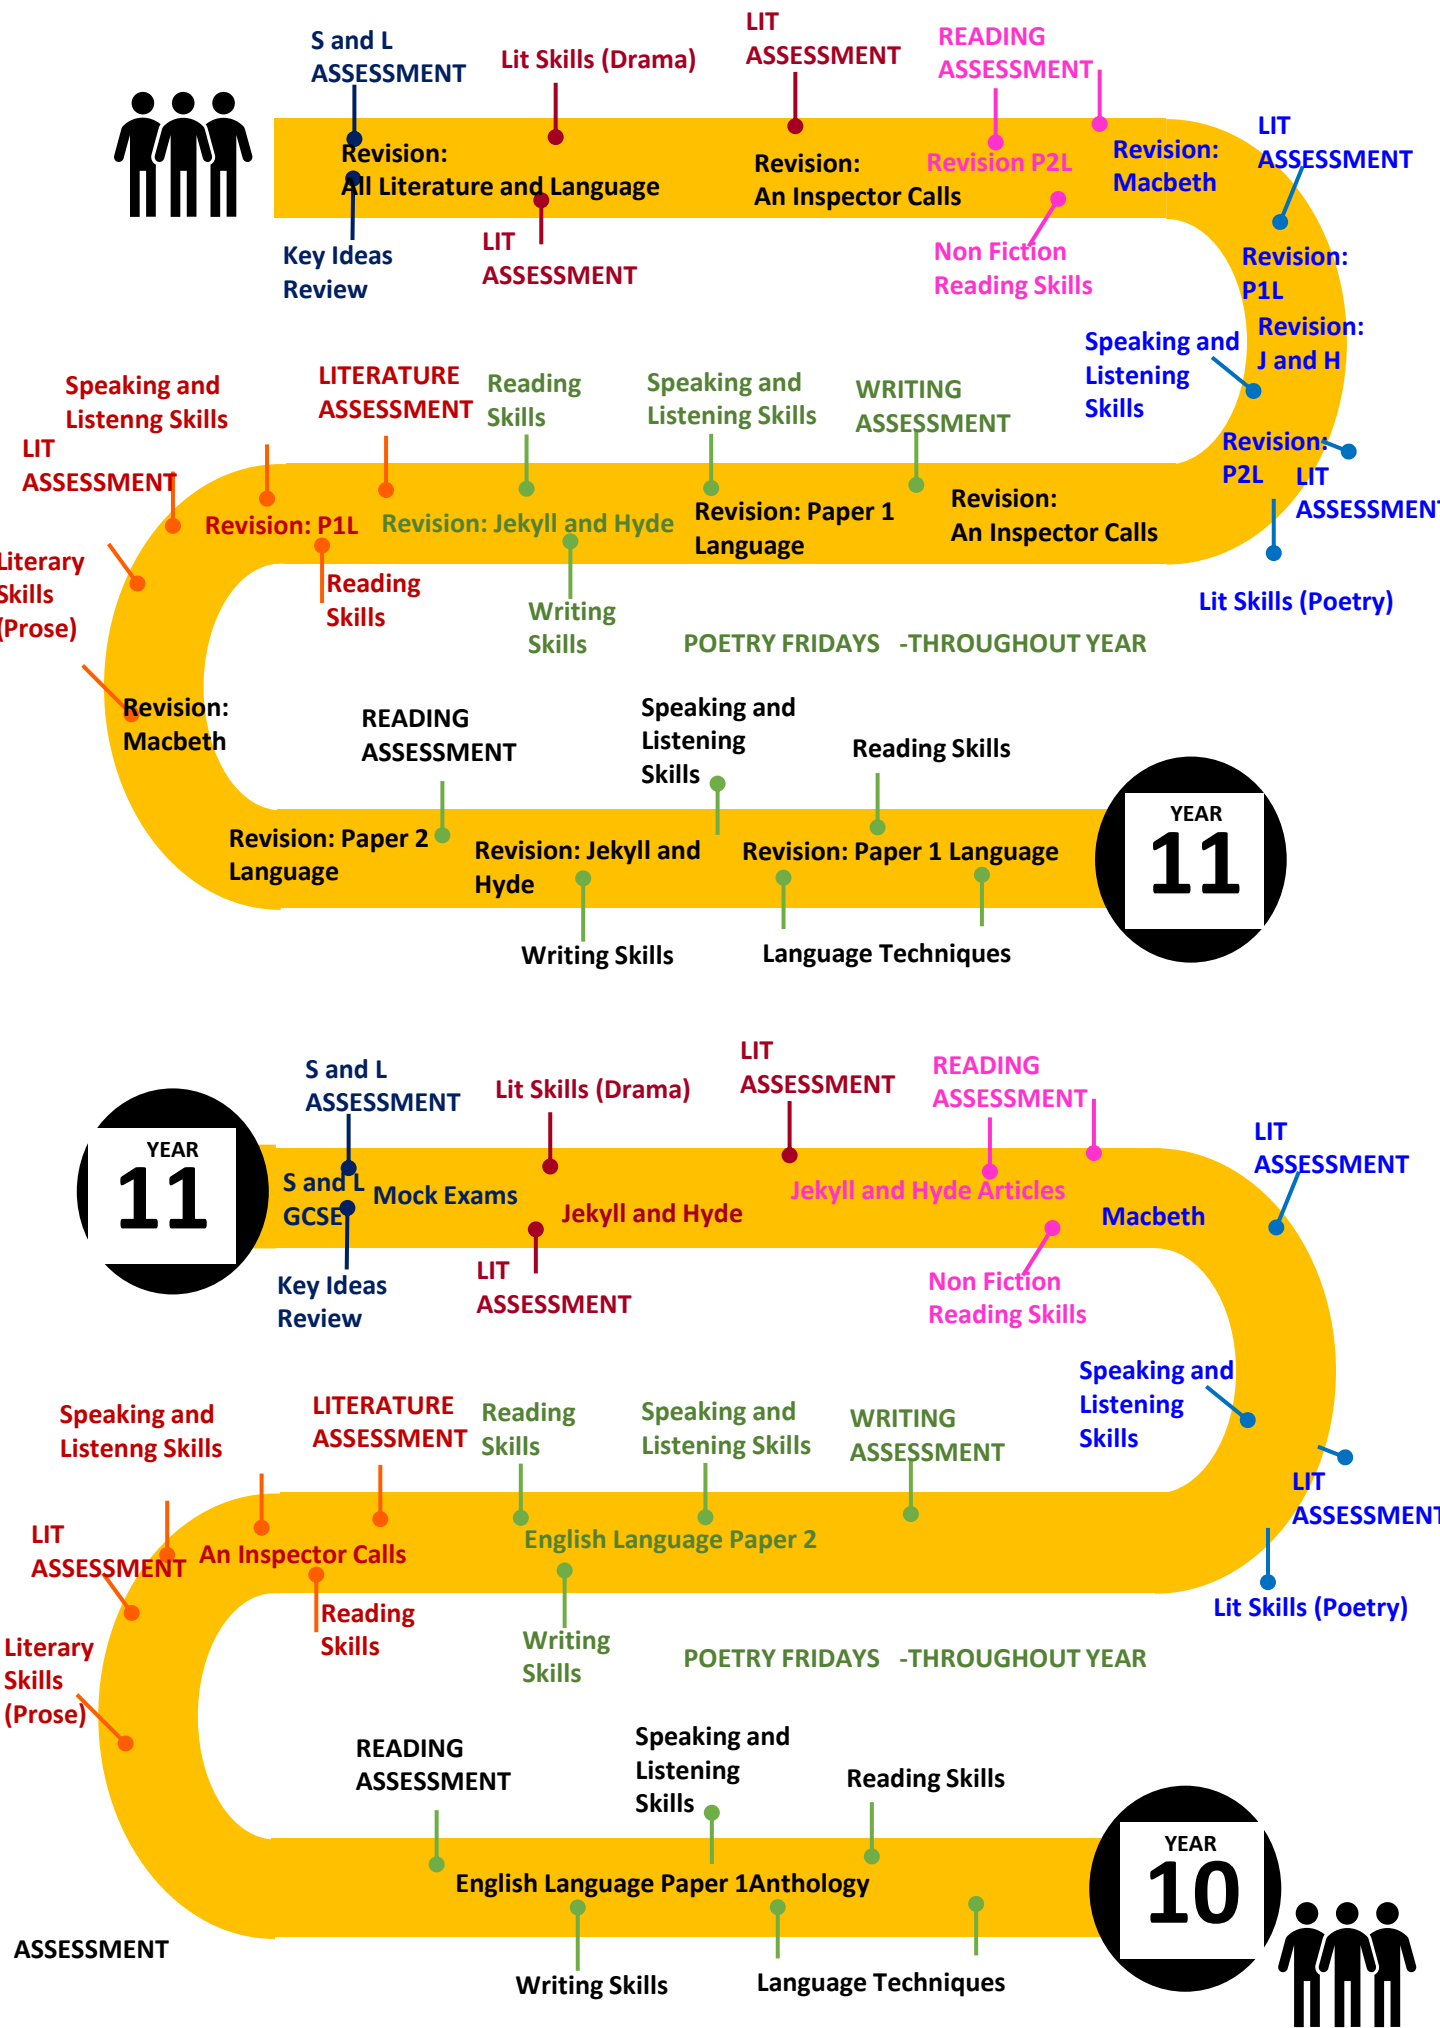 S and L
ASSESSMENT
Lit Skills (Drama)
LIT
ASSESSMENT
READING
ASSESSMENT
LIT
ASSESSMENT
Revision:
All Literature and Language
Revision:
An Inspector Calls
Revision P2L
Revision:
Macbeth
Key Ideas
Review
LIT
ASSESSMENT
Non Fiction
Reading Skills
Revision:
P1L
Revision:
J and H
Speaking and
Listening
Skills
Revision:
P2L
LIT
ASSESSMENT
Lit Skills (Poetry)
Speaking and
Listenng Skills
LITERATURE
ASSESSMENT
Reading
Skills
Speaking and
Listening Skills
WRITING
ASSESSMENT
LIT
ASSESSMENT
Revision: P1L
Revision: Jekyll and Hyde
Revision: Paper 1
Language
Revision:
An Inspector Calls
Literary
Skills
(Prose)
Reading
Skills
Writing
Skills
POETRY FRIDAYS -THROUGHOUT YEAR
Revision:
Macbeth
READING
ASSESSMENT
Speaking and
Listening
Skills
Reading Skills
Revision: Paper 2
Language
Revision: Jekyll and
Hyde
Revision: Paper 1 Language
YEAR
11
Writing Skills
Language Techniques
S and L
ASSESSMENT
Lit Skills (Drama)
LIT
ASSESSMENT
READING
ASSESSMENT
LIT
ASSESSMENT
YEAR
11
S and L
GCSE
Mock Exams
Jekyll and Hyde
Jekyll and Hyde Articles
Macbeth
Key Ideas
Review
LIT
ASSESSMENT
Non Fiction
Reading Skills
Speaking and
Listening
Skills
LIT
ASSESSMENT
Lit Skills (Poetry)
Speaking and
Listenng Skills
LITERATURE
ASSESSMENT
Reading
Skills
Speaking and
Listening Skills
WRITING
ASSESSMENT
LIT
ASSESSMENT
An Inspector Calls
English Language Paper 2
Literary
Skills
(Prose)
Reading
Skills
Writing
Skills
POETRY FRIDAYS -THROUGHOUT YEAR
READING
ASSESSMENT
Speaking and
Listening
Skills
Reading Skills
English Language Paper 1Anthology
YEAR
10
ASSESSMENT
Writing Skills
Language Techniques